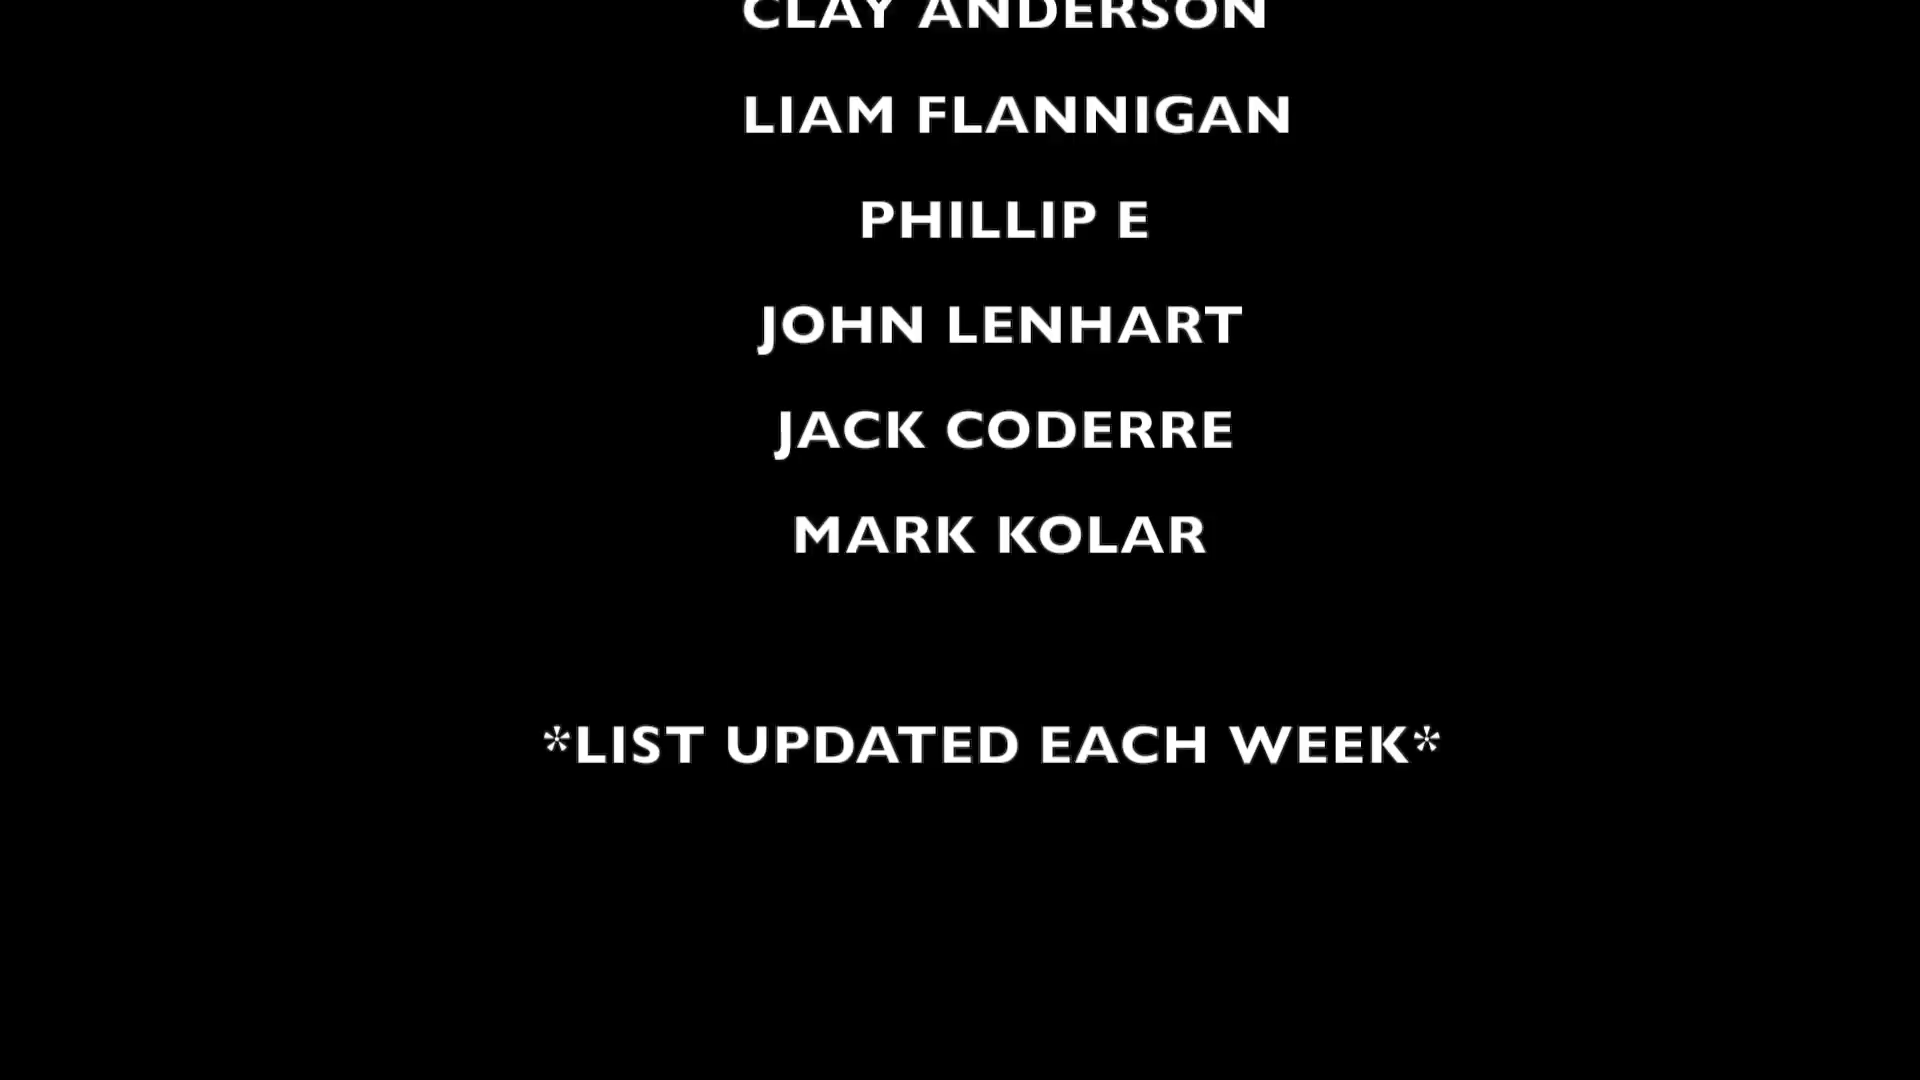 CLAY ANDERSON
LIAM FLANNIGAN
PHILLIP E
JOHN LENHART
JACK CODERRE
MARK KOLAR
*LIST UPDATED EACH WEEK*